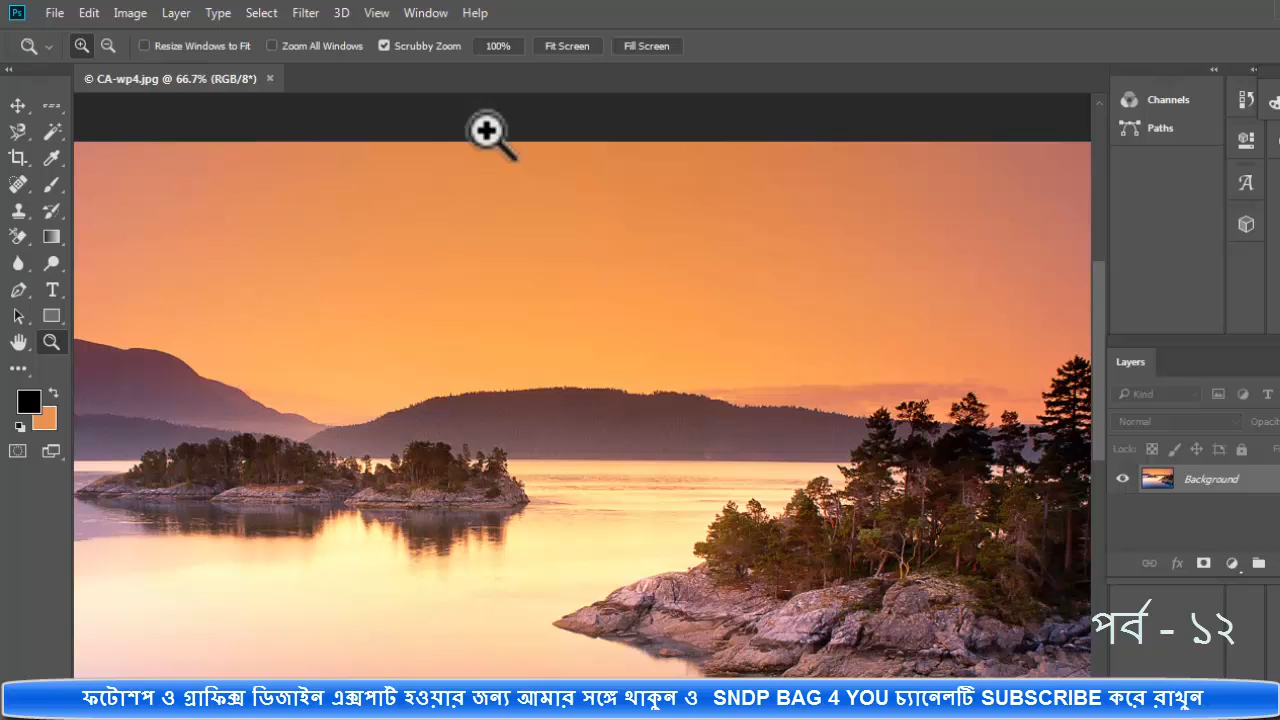 Ps File Edit Image Layer Type Select Filter 3D View Window Help
Resize Windows to Fit Zoom All Windows Scrubby Zoom 100% Fit Screen Fill Screen
© CA-wp4.jpg @ 66.7% (RGB/8*) ×
Channels
Paths
Layers
Kind
Normal Opacit
Lock:
Background
পর্ব - ১২
ফটোশপ ও গ্রাফিক্স ডিজাইন এক্সপার্ট হওয়ার জন্য আমার সঙ্গে থাকুন ও SNDP BAG 4 YOU চ্যানেলটি SUBSCRIBE করে রাখুন